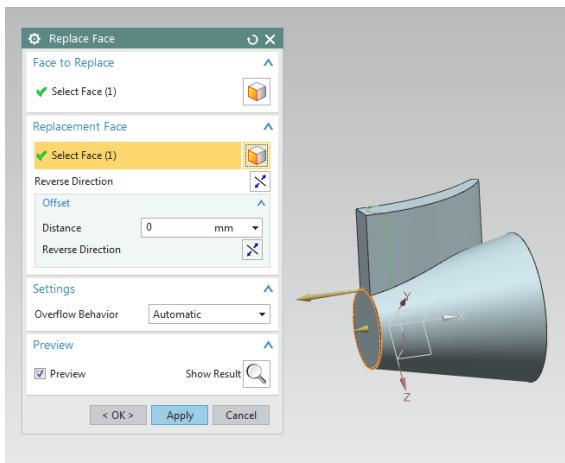 Replace Face
Face to Replace
Select Face (1)
Replacement Face
Select Face (1)
Reverse Direction
Offset
Distance 0 mm
Reverse Direction
Settings
Overflow Behavior Automatic
Preview
Preview Show Result
< OK > Apply Cancel
Y
X
Z